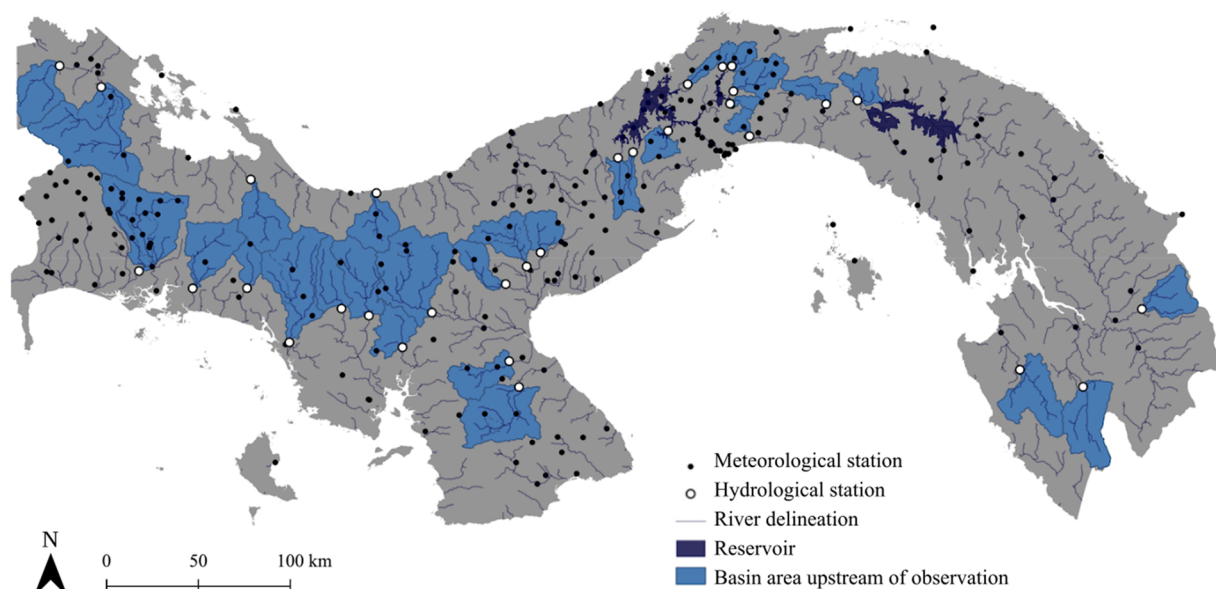 Meteorological station
Hydrological station
River delineation
Reservoir
Basin area upstream of observation
N
0 50 100 km